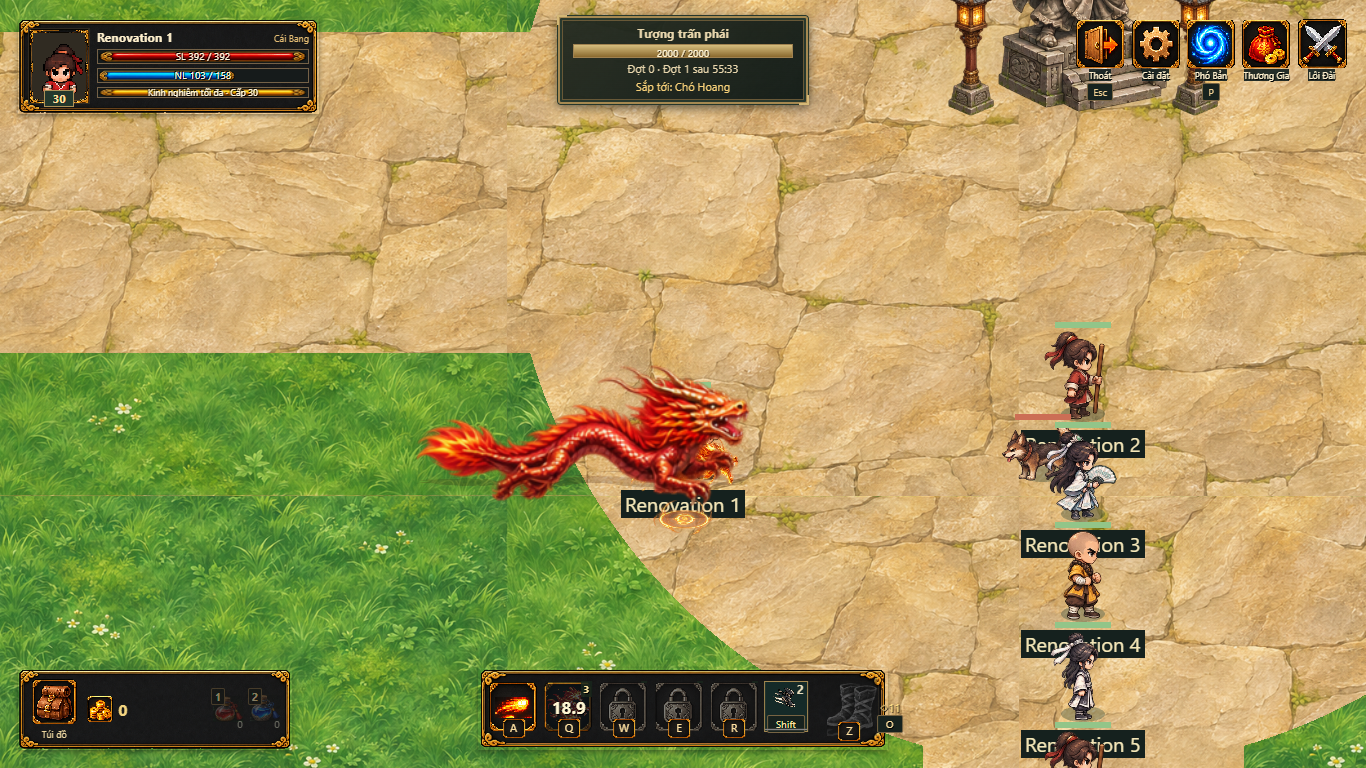 Renovation 1
Cái Bang
SL 392 / 392
NL 103 / 158
Kinh nghiệm tối đa - Cấp 30
30
Tượng trấn phái
2000 / 2000
Đợt 0 · Đợt 1 sau 55:33
Sắp tới: Chó Hoang
Thoát
Cài đặt
Phó Bản
Thương Gia
Lôi Đài
Esc
P
Renovation 1
2
Renovation 3
Renovation 4
Renovation 5
Túi đồ
0
1
0
2
0
A
3
18.9
Q
W
E
R
2
Shift
Z
O